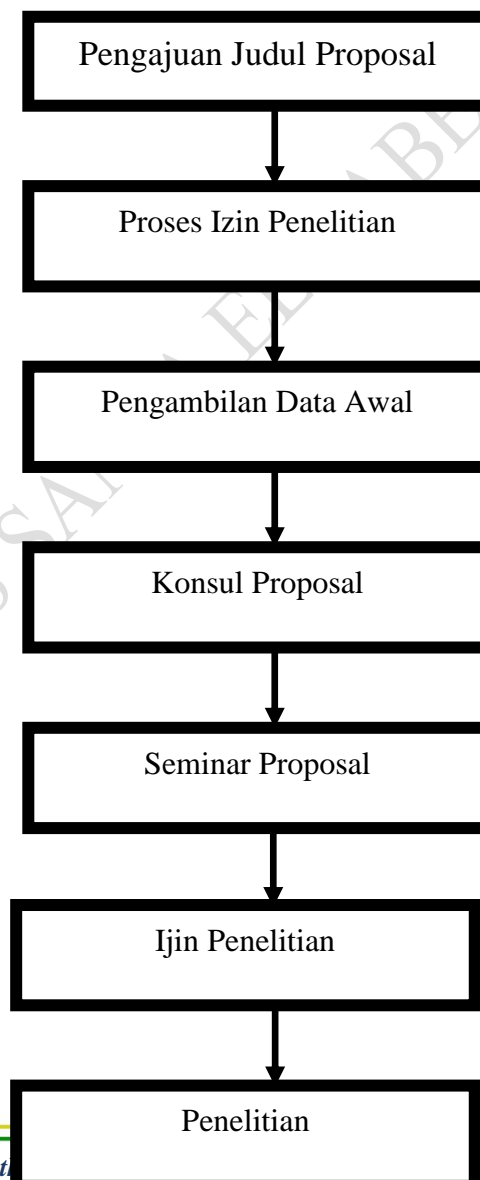 Pengajuan Judul Proposal
Proses Izin Penelitian
Pengambilan Data Awal
Konsul Proposal
Seminar Proposal
Ijin Penelitian
Penelitian